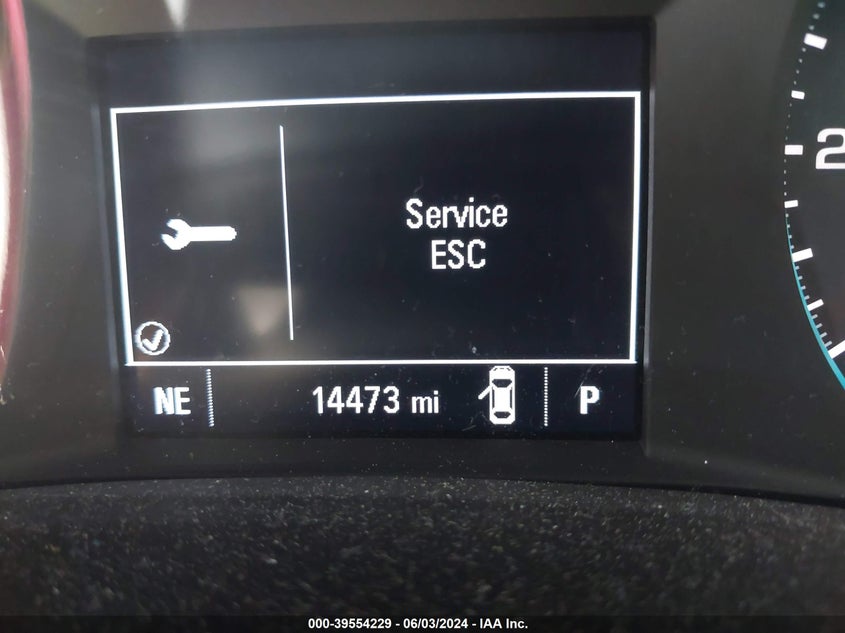 Service
ESC
2
NE 14473 mi P
000-39554229 - 06/03/2024 - IAA Inc.